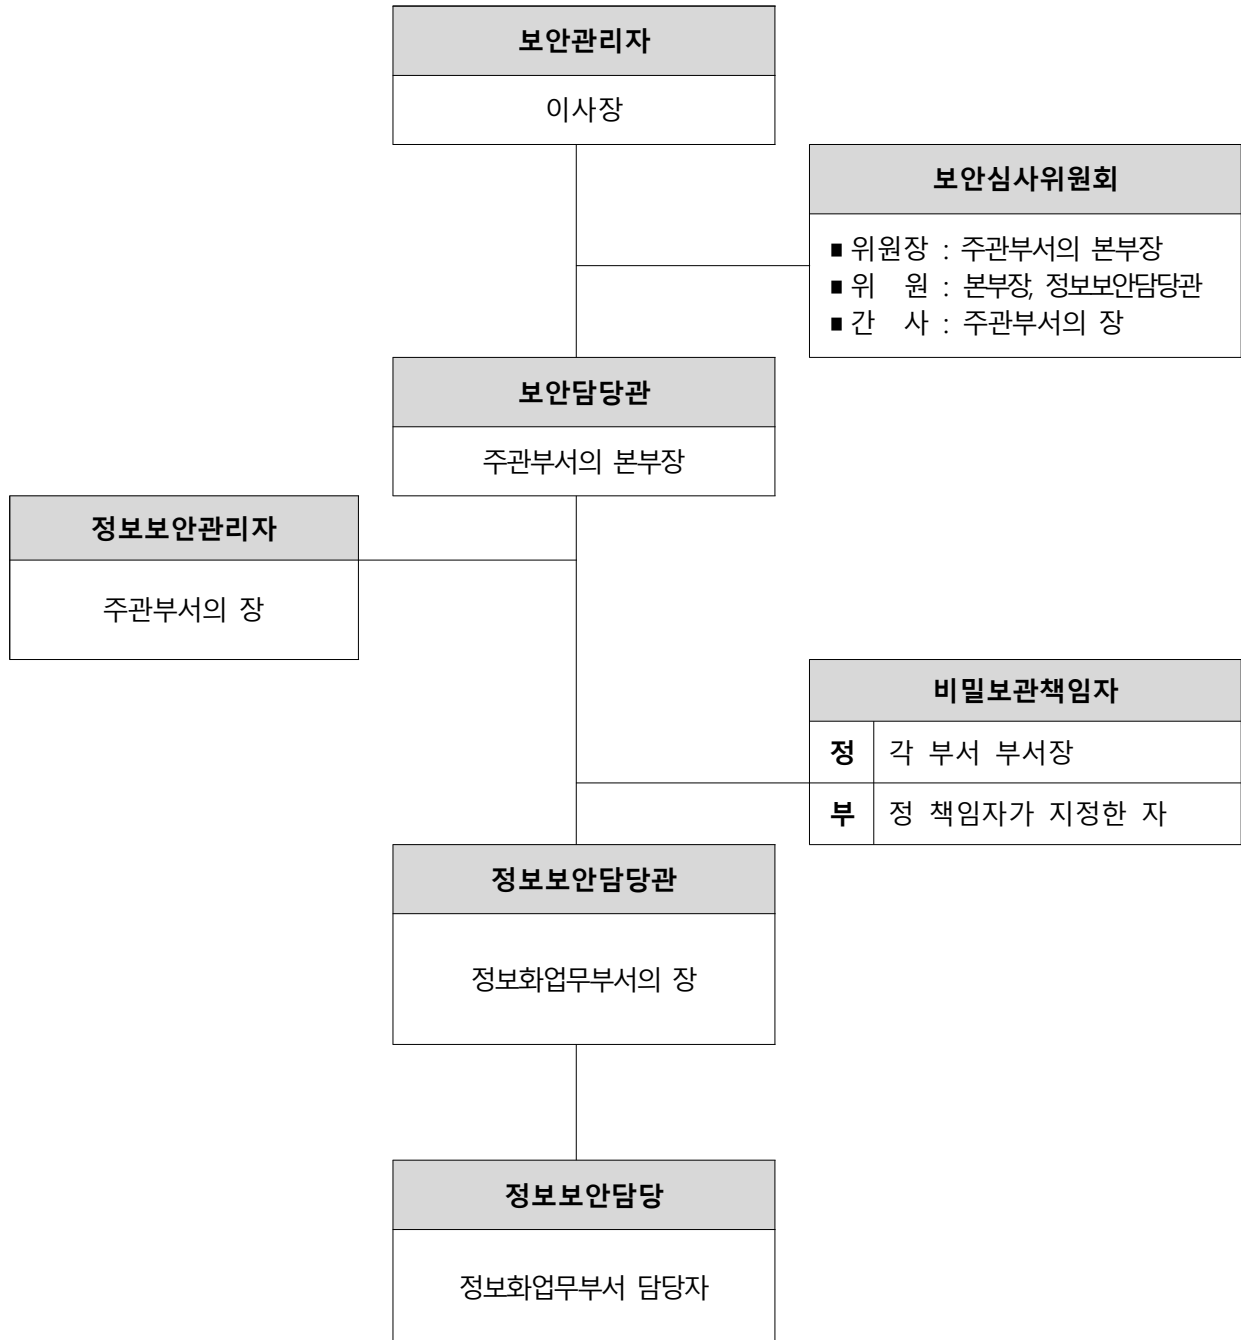 보안관리자
이사장
보안심사위원회
■ 위원장 : 주관부서의 본부장
■ 위 원 : 본부장, 정보보안담당관
■ 간 사 : 주관부서의 장
보안담당관
주관부서의 본부장
정보보안관리자
주관부서의 장
비밀보관책임자
정 각 부서 부서장
부 정 책임자가 지정한 자
정보보안담당관
정보화업무부서의 장
정보보안담당
정보화업무부서 담당자